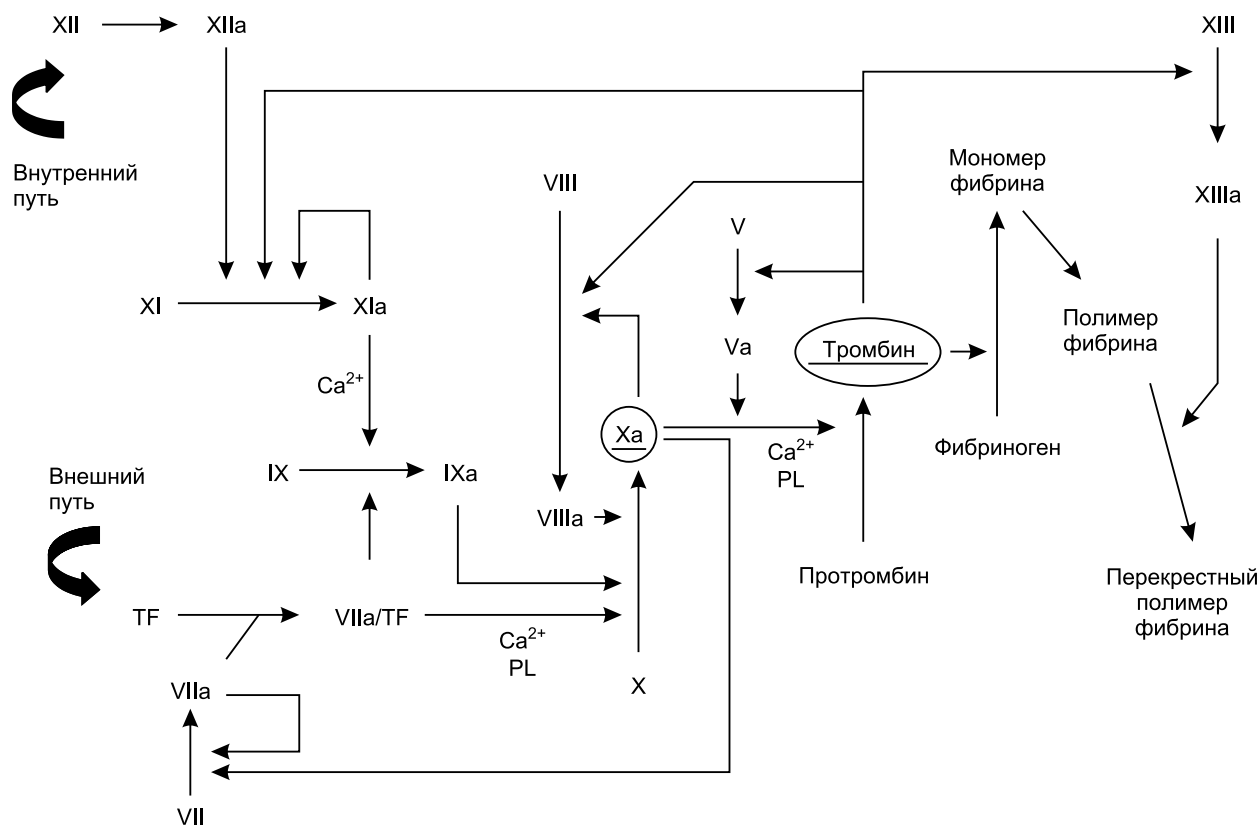 XII
XIIa
XIII
Внутренний
путь
VIII
Мономер
фибрина
XIIIa
V
XI
XIa
Va
Тромбин
Полимер
фибрина
Ca²⁺
Xa
Ca²⁺
PL
Фибриноген
Внешний
путь
IX
IXa
VIIIa
Протромбин
Перекрестный
полимер
фибрина
TF
VIIa/TF
Ca²⁺
PL
X
VIIa
VII